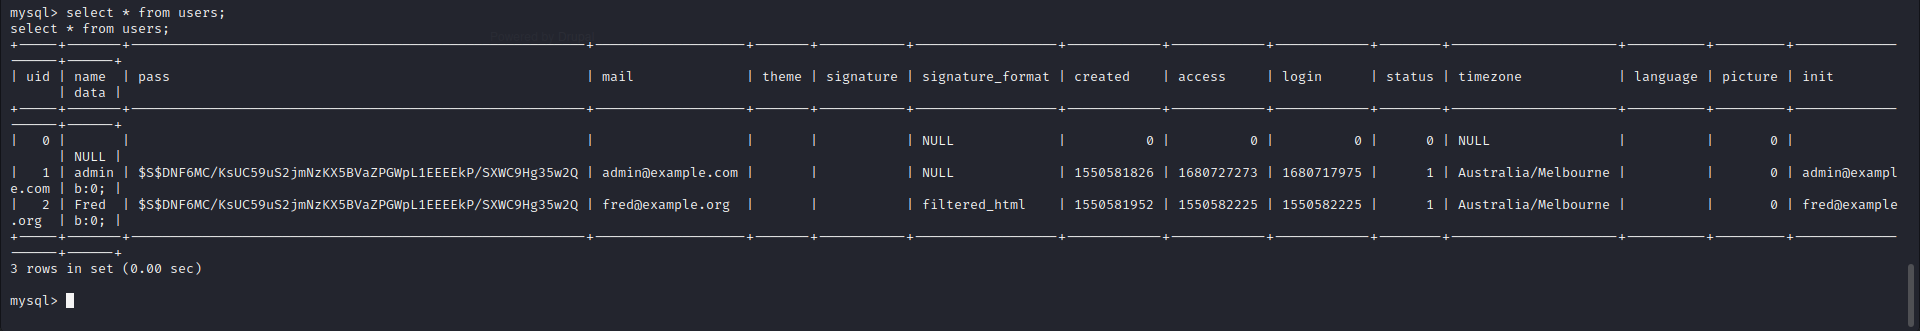 mysql> select * from users;
select * from users;
| uid | name | pass | mail | theme | signature | signature_format | created | access | login | status | timezone | language | picture | init
| data |
| 0 | | | | | | NULL | 0 | 0 | 0 | 0 | NULL | | 0 |
| NULL |
| 1 | admin | $S$DNF6MC/KsUC59uS2jmNzKX5BVaZPGWpL1EEEEkP/SXWC9Hg35w2Q | admin@example.com | | | NULL | 1550581826 | 1680727273 | 1680717975 | 1 | Australia/Melbourne | | 0 | admin@exampl
e.com | b:0; |
| 2 | Fred | $S$DNF6MC/KsUC59uS2jmNzKX5BVaZPGWpL1EEEEkP/SXWC9Hg35w2Q | fred@example.org | | | filtered_html | 1550581952 | 1550582225 | 1550582225 | 1 | Australia/Melbourne | | 0 | fred@example
.org | b:0; |
3 rows in set (0.00 sec)
mysql>